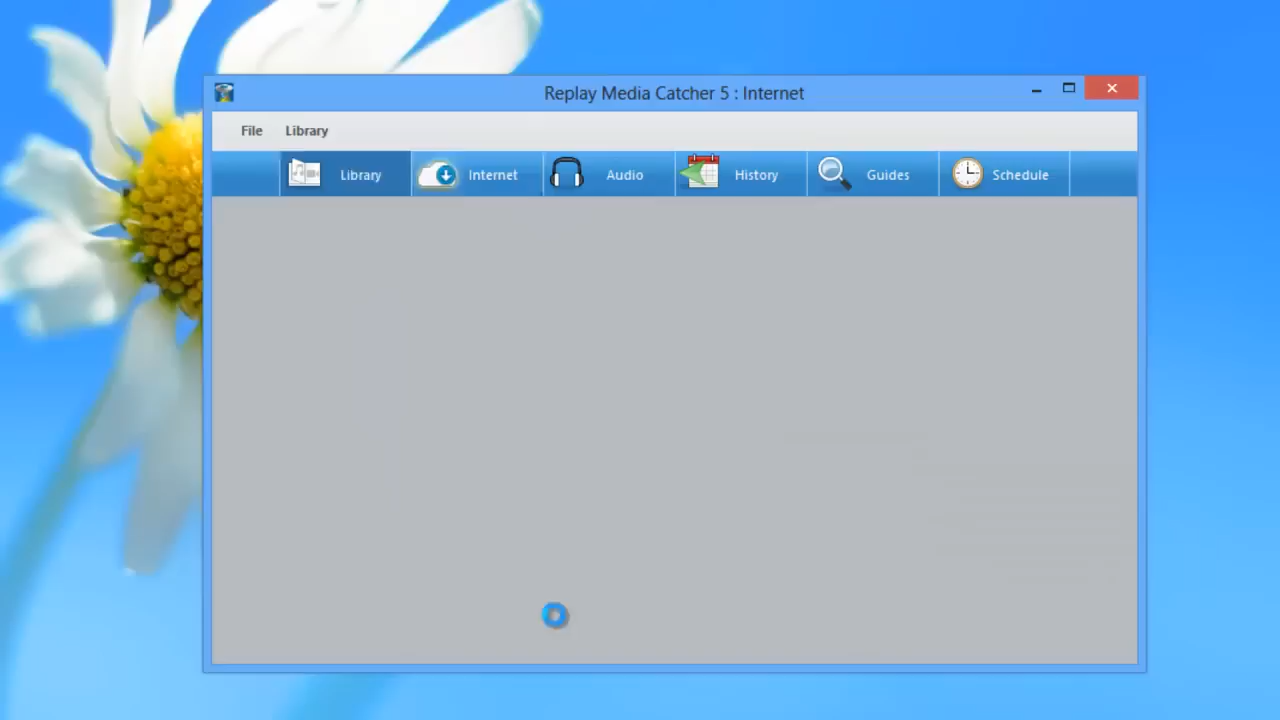 Replay Media Catcher 5 : Internet
File Library
Library Internet Audio History Guides Schedule